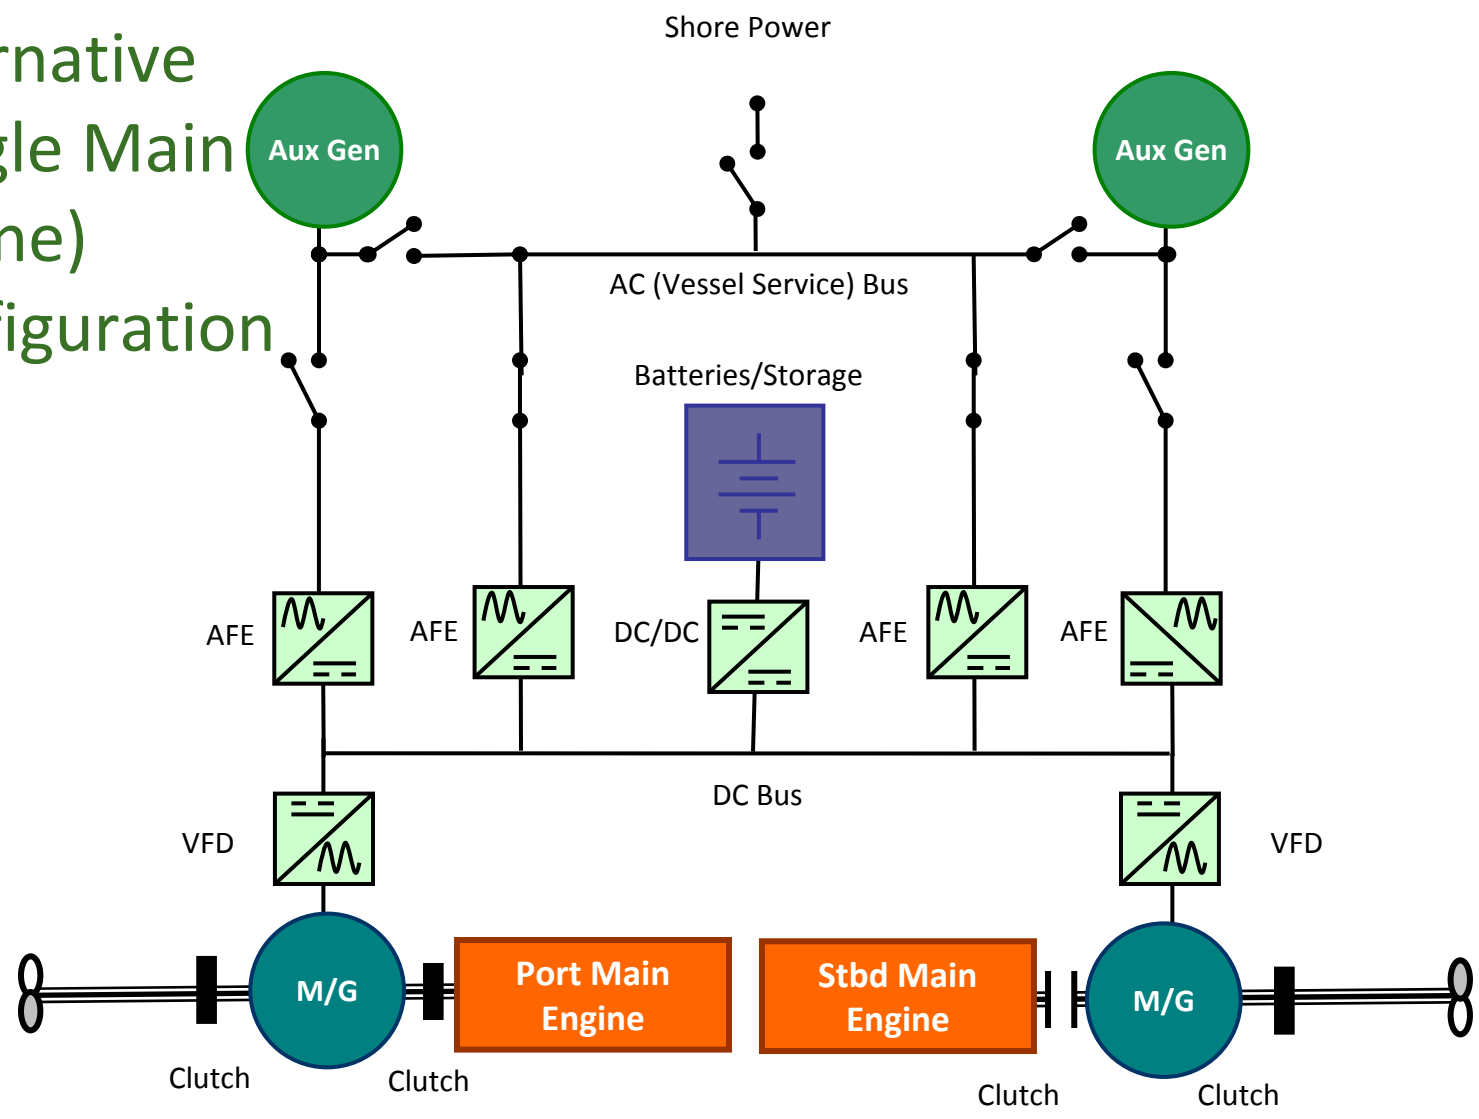 Shore Power
rnative
gle Main
ne)
figuration
Aux Gen
Aux Gen
AC (Vessel Service) Bus
Batteries/Storage
AFE
AFE
DC/DC
AFE
AFE
DC Bus
VFD
VFD
M/G
Port Main
Engine
Stbd Main
Engine
M/G
Clutch
Clutch
Clutch
Clutch